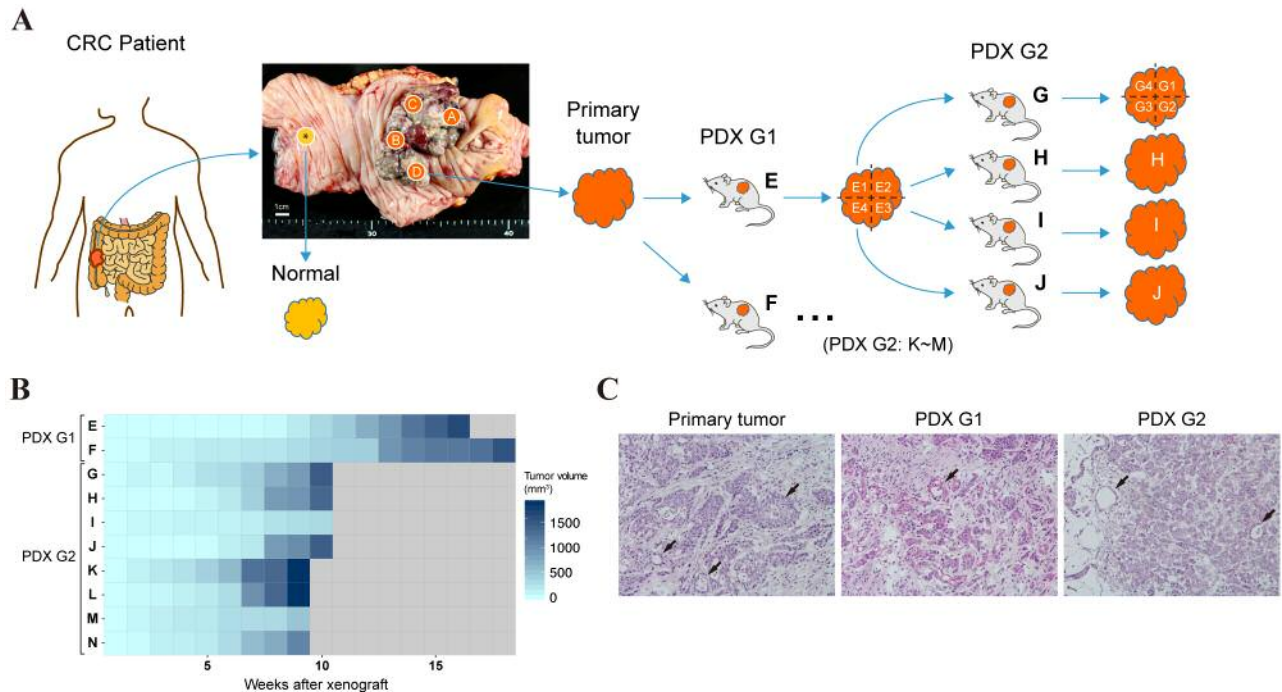 A
CRC Patient
C
A
B
D
*
1cm
30
40
Normal
Primary
tumor
PDX G1
E
F
...
(PDX G2: K~M)
E1 E2
E4 E3
PDX G2
G
H
I
J
G4 G1
G3 G2
H
I
J
B
PDX G1
PDX G2
E
F
G
H
I
J
K
L
M
N
5
10
15
Weeks after xenograft
Tumor volume
(mm³)
1500
1000
500
0
C
Primary tumor
PDX G1
PDX G2